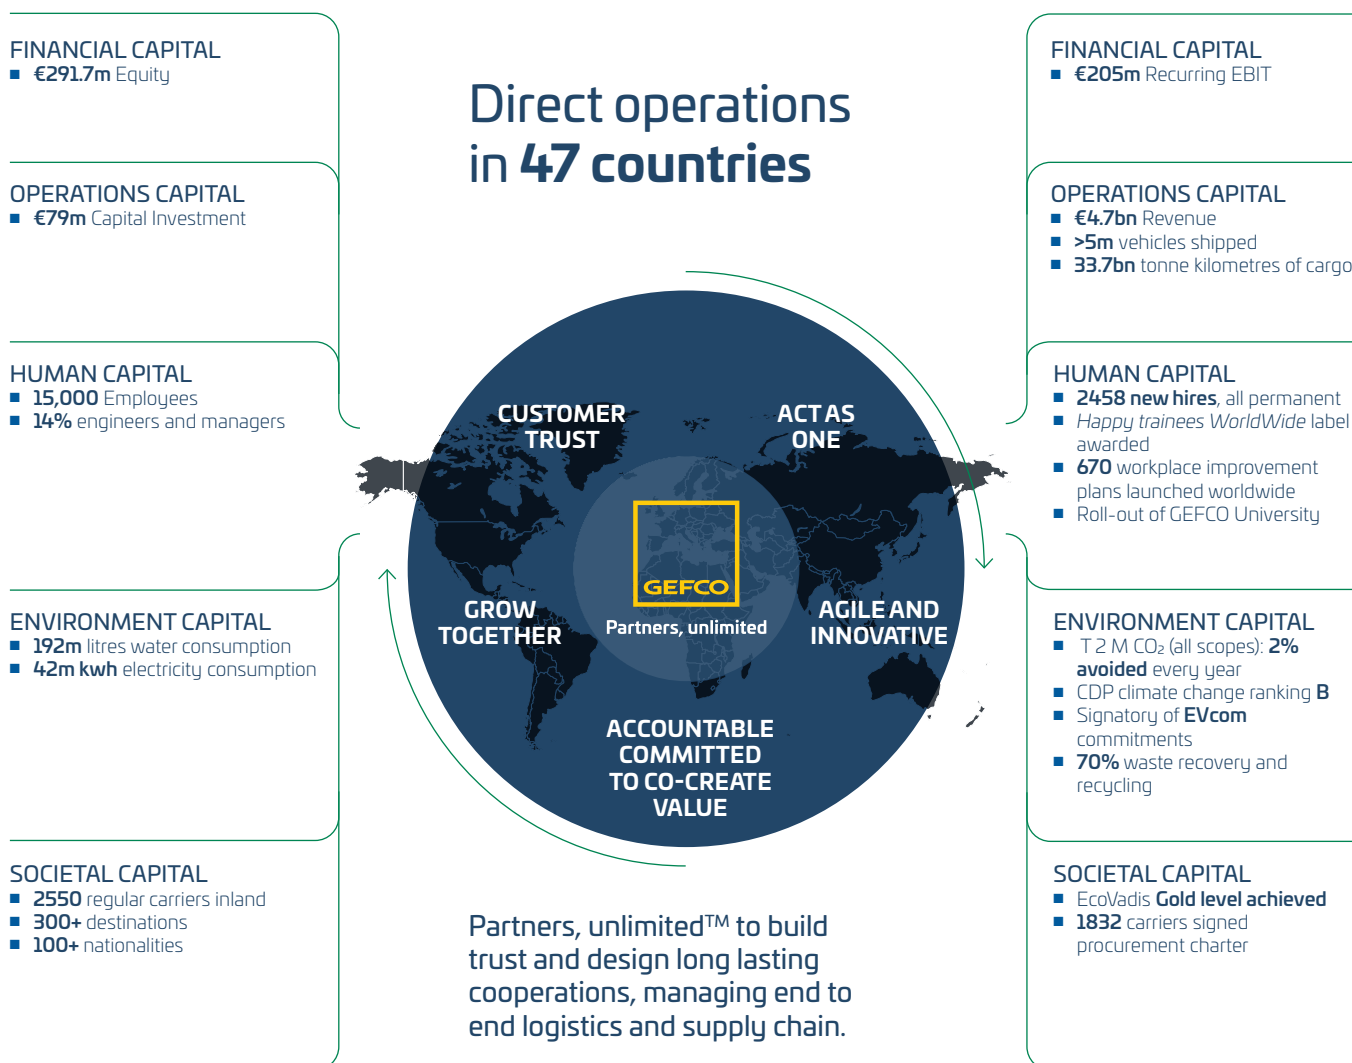 FINANCIAL CAPITAL
■ €291.7m Equity
OPERATIONS CAPITAL
■ €79m Capital Investment
HUMAN CAPITAL
■ 15,000 Employees
■ 14% engineers and managers
ENVIRONMENT CAPITAL
■ 192m litres water consumption
■ 42m kwh electricity consumption
SOCIETAL CAPITAL
■ 2550 regular carriers inland
■ 300+ destinations
■ 100+ nationalities
Direct operations
in 47 countries
CUSTOMER
TRUST
ACT AS
ONE
GEFCO
Partners, unlimited
GROW
TOGETHER
AGILE AND
INNOVATIVE
ACCOUNTABLE
COMMITTED
TO CO-CREATE
VALUE
Partners, unlimited™ to build
trust and design long lasting
cooperations, managing end to
end logistics and supply chain.
FINANCIAL CAPITAL
■ €205m Recurring EBIT
OPERATIONS CAPITAL
■ €4.7bn Revenue
■ >5m vehicles shipped
■ 33.7bn tonne kilometres of cargo
HUMAN CAPITAL
■ 2458 new hires, all permanent
■ Happy trainees WorldWide label
awarded
■ 670 workplace improvement
plans launched worldwide
■ Roll-out of GEFCO University
ENVIRONMENT CAPITAL
■ T 2 M CO₂ (all scopes): 2%
avoided every year
■ CDP climate change ranking B
■ Signatory of EVcom
commitments
■ 70% waste recovery and
recycling
SOCIETAL CAPITAL
■ EcoVadis Gold level achieved
■ 1832 carriers signed
procurement charter